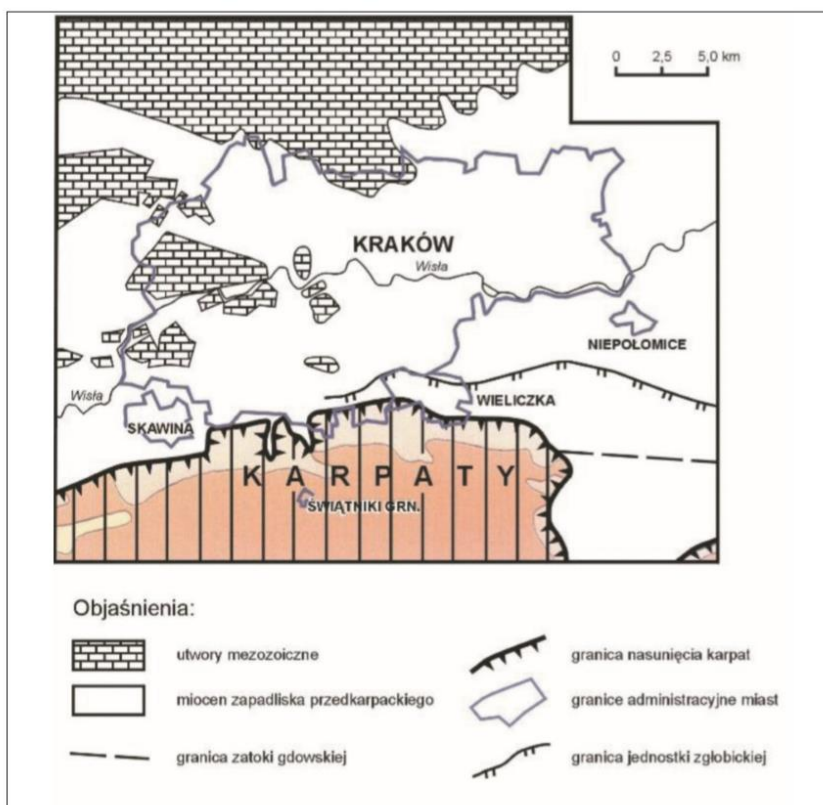 0 2,5 5,0 km
KRAKÓW
Wisła
NIEPOŁOMICE
Wisła
WIELICZKA
SKAWINA
KARPATY
ŚWIĄTNIKI GRN.
Objaśnienia:
utwory mezozoiczne
granica nasunięcia karpat
miocen zapadliska przedkarpackiego
granice administracyjne miast
granica zatoki gdowskiej
granica jednostki zgłobickiej